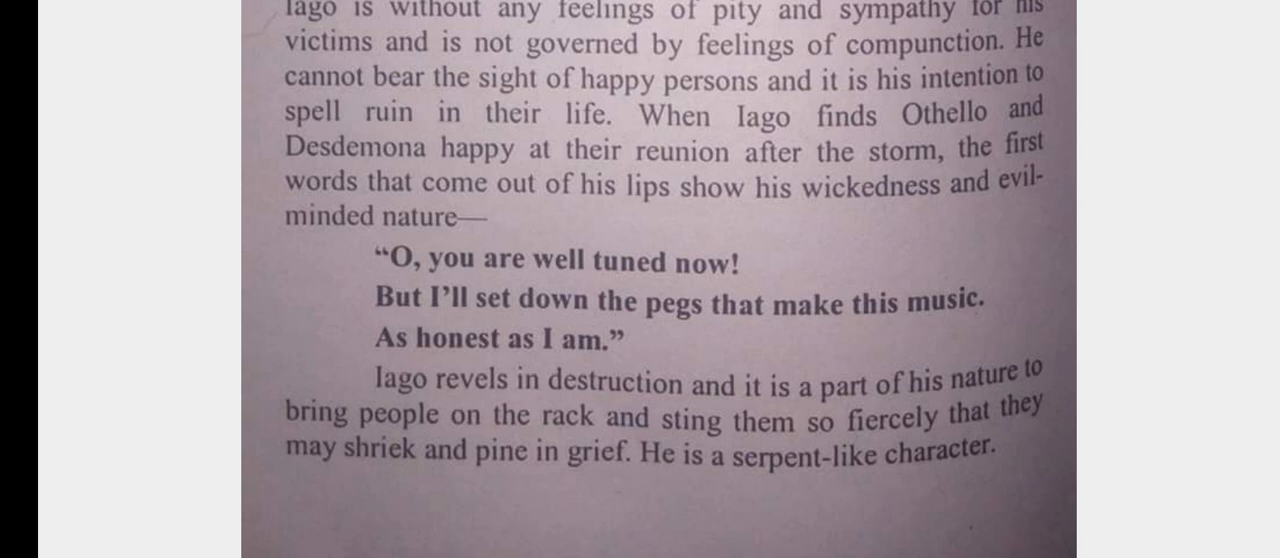 Iago is without any feelings of pity and sympathy for his
victims and is not governed by feelings of compunction. He
cannot bear the sight of happy persons and it is his intention to
spell ruin in their life. When Iago finds Othello and
Desdemona happy at their reunion after the storm, the first
words that come out of his lips show his wickedness and evil-
minded nature—
“O, you are well tuned now!
But I’ll set down the pegs that make this music.
As honest as I am.”
Iago revels in destruction and it is a part of his nature to
bring people on the rack and sting them so fiercely that they
may shriek and pine in grief. He is a serpent-like character.